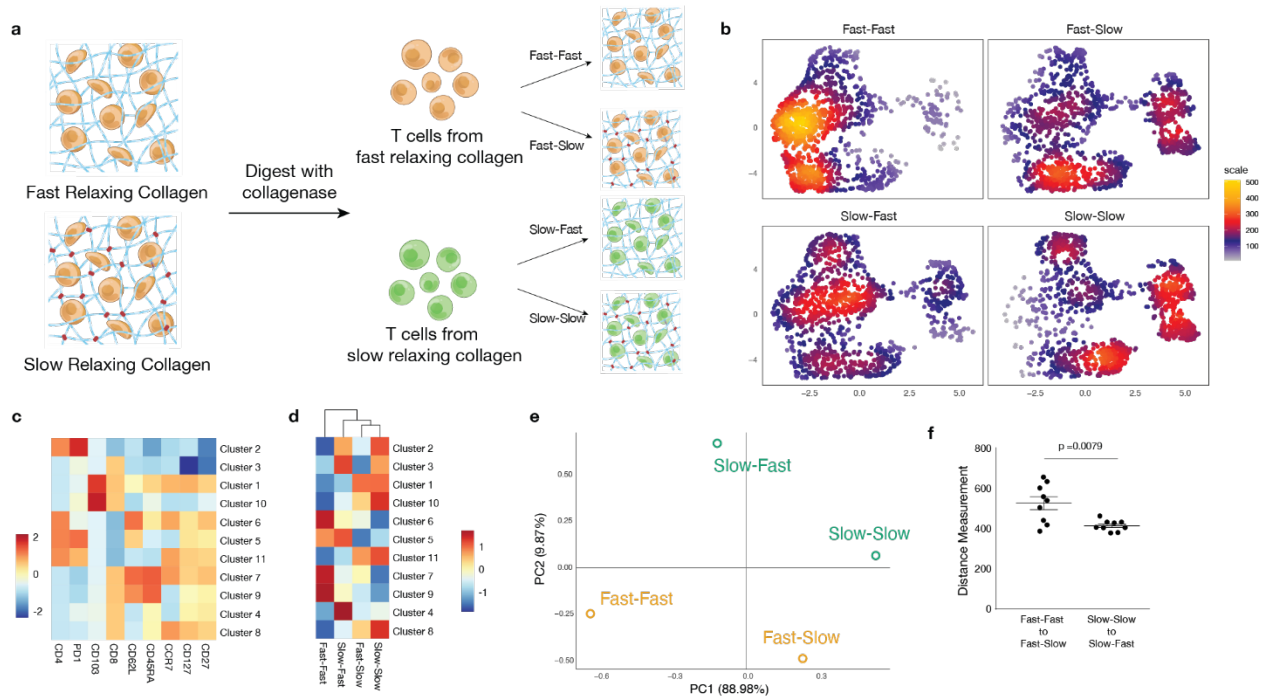 a
Fast Relaxing Collagen
Slow Relaxing Collagen
Digest with
collagenase
T cells from
fast relaxing collagen
T cells from
slow relaxing collagen
Fast-Fast
Fast-Slow
Slow-Fast
Slow-Slow
b
Fast-Fast
Fast-Slow
4
0
−4
Slow-Fast
Slow-Slow
4
0
−4
−2.5 0.0 2.5 5.0
−2.5 0.0 2.5 5.0
scale
500
400
300
200
100
c
Cluster 2
Cluster 3
Cluster 1
Cluster 10
Cluster 6
Cluster 5
Cluster 11
Cluster 7
Cluster 9
Cluster 4
Cluster 8
2
1
0
-1
-2
CD4
PD1
CD103
CD8
CD62L
CD45RA
CCR7
CD127
CD27
d
Cluster 2
Cluster 3
Cluster 1
Cluster 10
Cluster 6
Cluster 5
Cluster 11
Cluster 7
Cluster 9
Cluster 4
Cluster 8
1
0
-1
Fast-Fast
Slow-Fast
Fast-Slow
Slow-Slow
e
PC2 (9.87%)
0.50
0.25
0.00
−0.25
−0.50
Slow-Fast
Slow-Slow
Fast-Fast
Fast-Slow
−0.6 −0.3 0.0 0.3
PC1 (88.98%)
f
p =0.0079
Distance Measurement
800
600
400
200
0
Fast-Fast
to
Fast-Slow
Slow-Slow
to
Slow-Fast